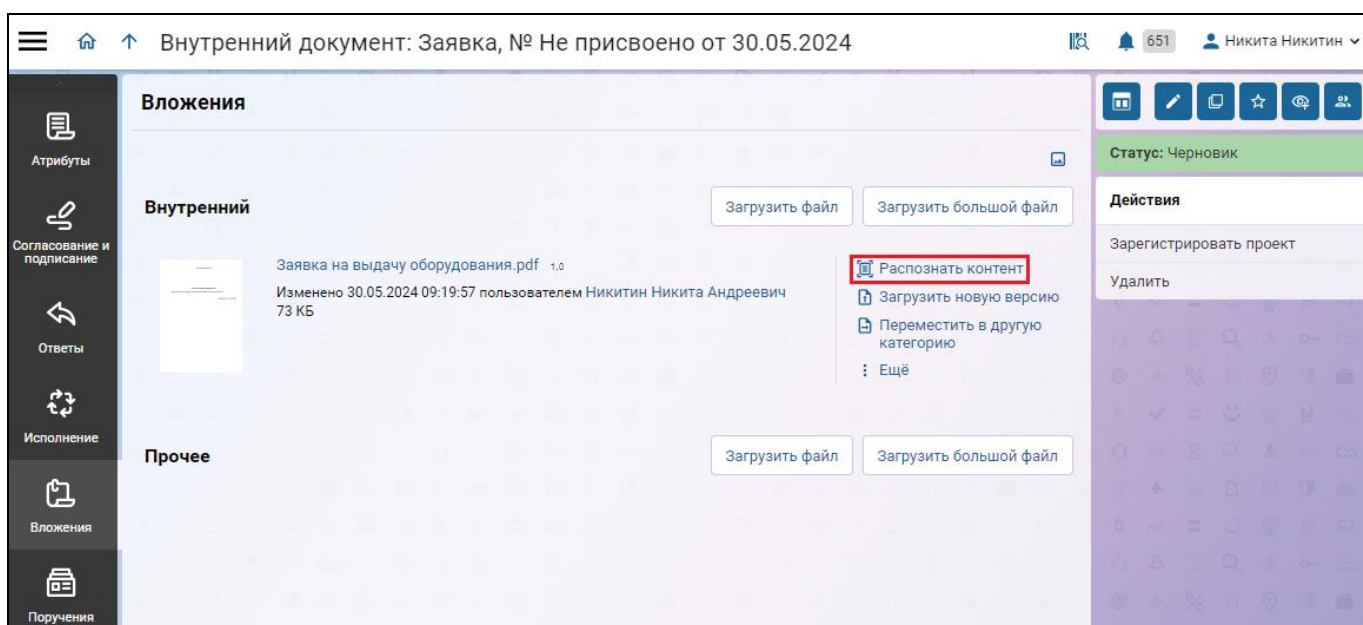 Внутренний документ: Заявка, № Не присвоено от 30.05.2024
651
Никита Никитин
Атрибуты
Согласование и
подписание
Ответы
Исполнение
Вложения
Поручения
Вложения
Внутренний
Загрузить файл
Загрузить большой файл
Заявка на выдачу оборудования.pdf 1.0
Изменено 30.05.2024 09:19:57 пользователем Никитин Никита Андреевич
73 КБ
Распознать контент
Загрузить новую версию
Переместить в другую
категорию
Ещё
Прочее
Загрузить файл
Загрузить большой файл
Статус: Черновик
Действия
Зарегистрировать проект
Удалить